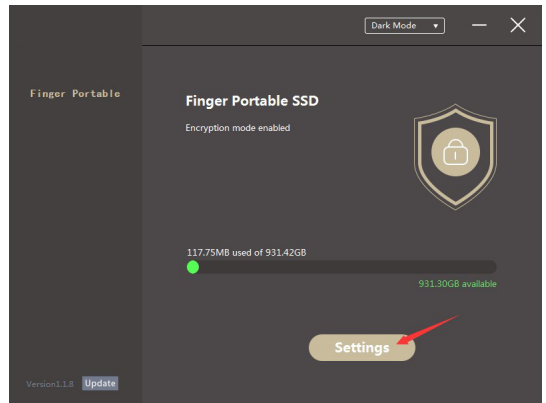 Dark Mode
Finger Portable
Finger Portable SSD
Encryption mode enabled
117.75MB used of 931.42GB
931.30GB available
Settings
Version1.1.8 Update